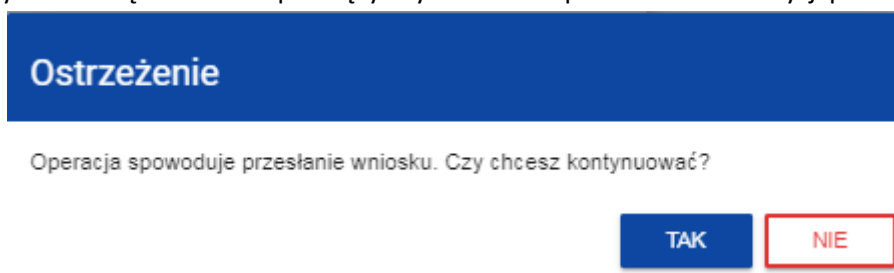 Ostrzeżenie
Operacja spowoduje przesłanie wniosku. Czy chcesz kontynuować?
TAK
NIE